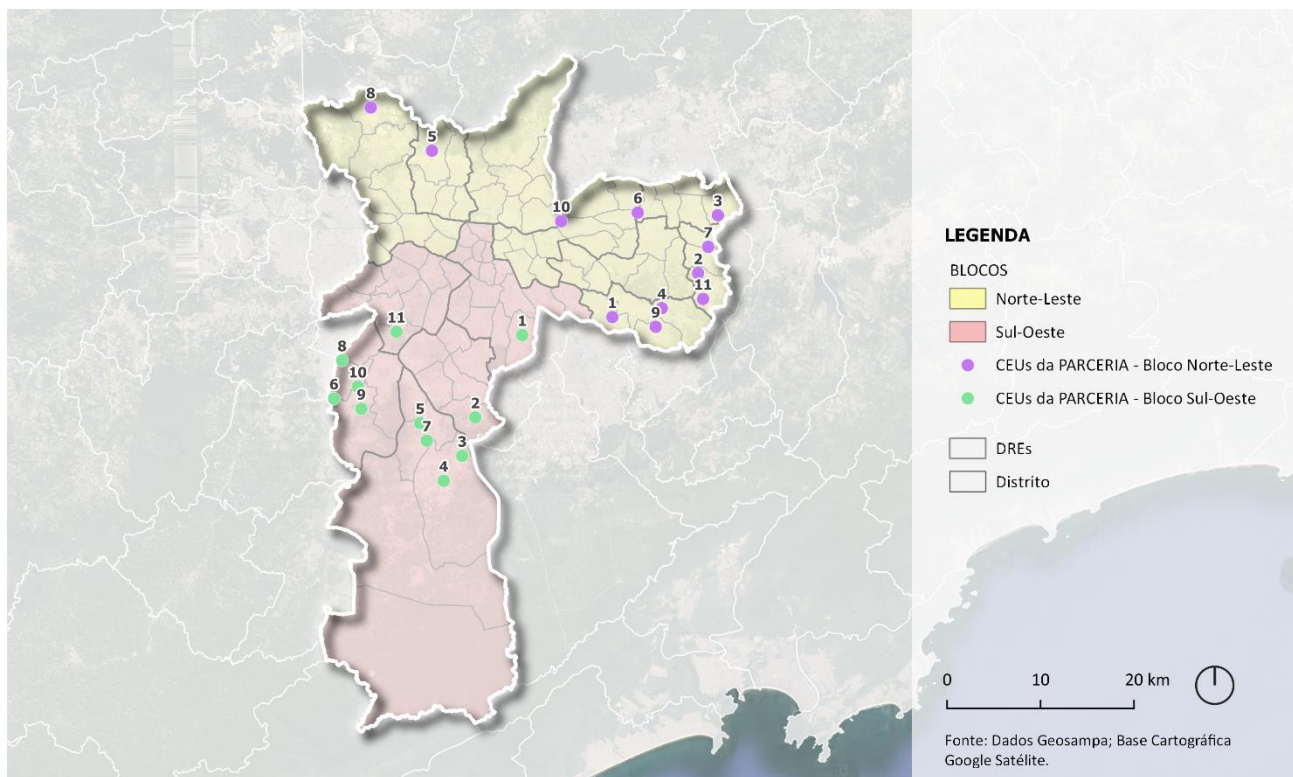 8
5
10
6
3
7
2
11
4
1
9
11
1
8
10
6
9
5
2
7
3
4
LEGENDA
BLOCOS
Norte-Leste
Sul-Oeste
CEUs da PARCERIA - Bloco Norte-Leste
CEUs da PARCERIA - Bloco Sul-Oeste
DREs
Distrito
0 10 20 km
Fonte: Dados Geosampa; Base Cartográfica
Google Satélite.